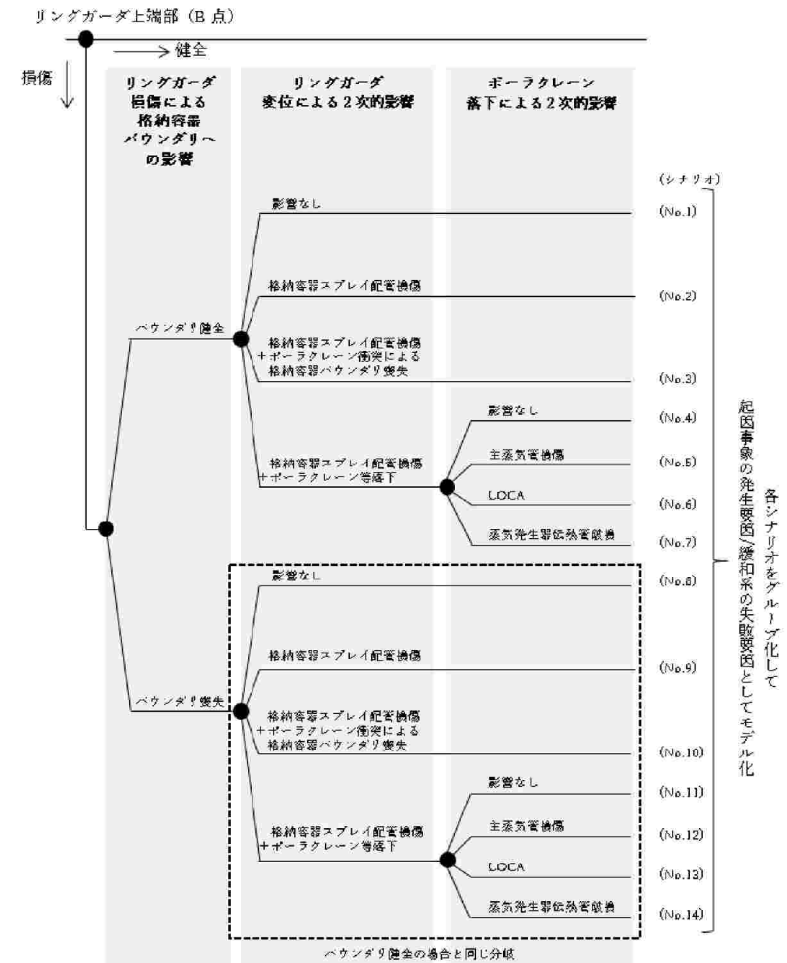 リングガーダ上端部（B 点）
健全
損傷
リングガーダ
損傷による
格納容器
バウンダリへ
の影響
リングガーダ
変位による２次的影響
ポーラクレーン
落下による２次的影響
(シナリオ)
影響なし
(No.1)
格納容器スプレイ配管損傷
(No.2)
バウンダリ健全
格納容器スプレイ配管損傷
＋ポーラクレーン衝突による
格納容器バウンダリ喪失
(No.3)
影響なし
(No.4)
格納容器スプレイ配管損傷
＋ポーラクレーン等落下
主蒸気管損傷
(No.5)
LOCA
(No.6)
蒸気発生器伝熱管破損
(No.7)
影響なし
(No.8)
格納容器スプレイ配管損傷
(No.9)
バウンダリ喪失
格納容器スプレイ配管損傷
＋ポーラクレーン衝突による
格納容器バウンダリ喪失
(No.10)
影響なし
(No.11)
格納容器スプレイ配管損傷
＋ポーラクレーン等落下
主蒸気管損傷
(No.12)
LOCA
(No.13)
蒸気発生器伝熱管破損
(No.14)
バウンダリ健全の場合と同じ分岐
各シナリオをグループ化して
起因事象の発生要因/緩和系の失敗要因としてモデル化